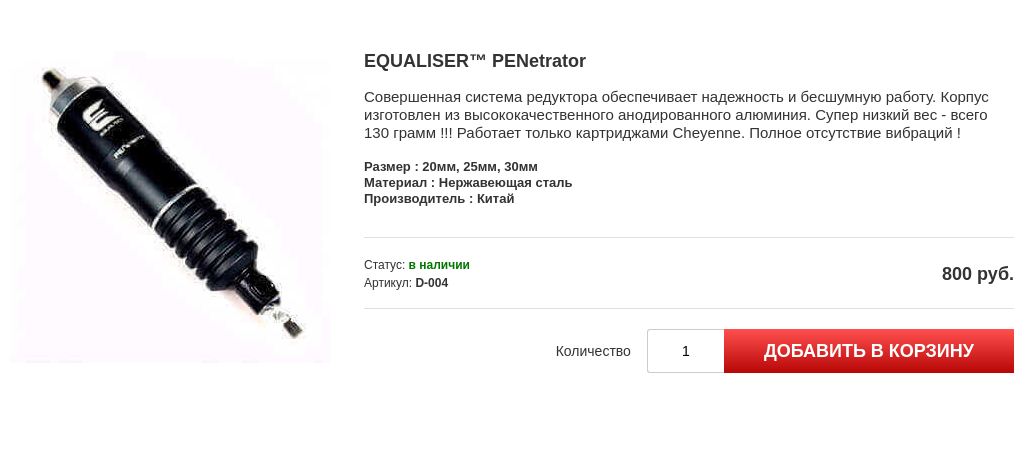 EQUALISER™ PENetrator
Совершенная система редуктора обеспечивает надежность и бесшумную работу. Корпус
изготовлен из высококачественного анодированного алюминия. Супер низкий вес - всего
130 грамм !!! Работает только картриджами Cheyenne. Полное отсутствие вибраций !
Размер : 20мм, 25мм, 30мм
Материал : Нержавеющая сталь
Производитель : Китай
Статус: в наличии
800 руб.
Артикул: D-004
Количество 1 ДОБАВИТЬ В КОРЗИНУ